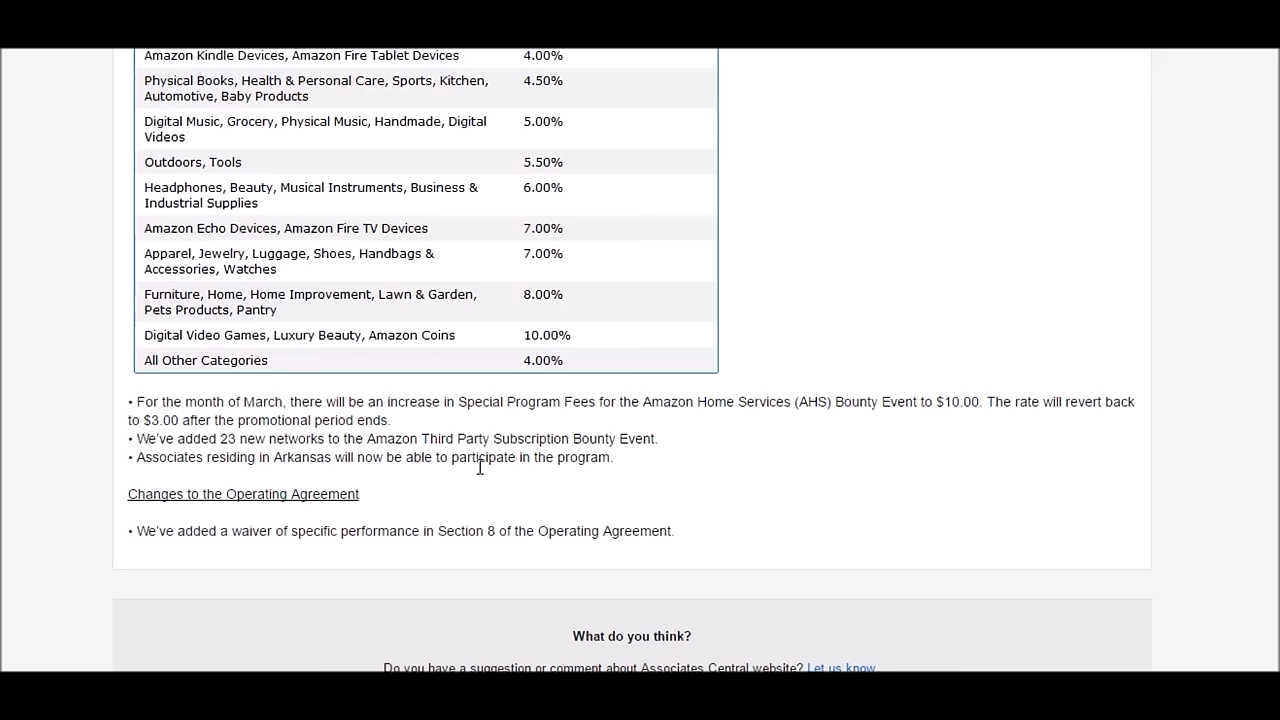 Amazon Kindle Devices, Amazon Fire Tablet Devices 4.00%
Physical Books, Health & Personal Care, Sports, Kitchen, 4.50%
Automotive, Baby Products
Digital Music, Grocery, Physical Music, Handmade, Digital 5.00%
Videos
Outdoors, Tools 5.50%
Headphones, Beauty, Musical Instruments, Business & 6.00%
Industrial Supplies
Amazon Echo Devices, Amazon Fire TV Devices 7.00%
Apparel, Jewelry, Luggage, Shoes, Handbags & 7.00%
Accessories, Watches
Furniture, Home, Home Improvement, Lawn & Garden, 8.00%
Pets Products, Pantry
Digital Video Games, Luxury Beauty, Amazon Coins 10.00%
All Other Categories 4.00%
• For the month of March, there will be an increase in Special Program Fees for the Amazon Home Services (AHS) Bounty Event to $10.00. The rate will revert back
to $3.00 after the promotional period ends.
• We've added 23 new networks to the Amazon Third Party Subscription Bounty Event.
• Associates residing in Arkansas will now be able to participate in the program.
Changes to the Operating Agreement
• We've added a waiver of specific performance in Section 8 of the Operating Agreement.
What do you think?
Do you have a suggestion or comment about Associates Central website? Let us know